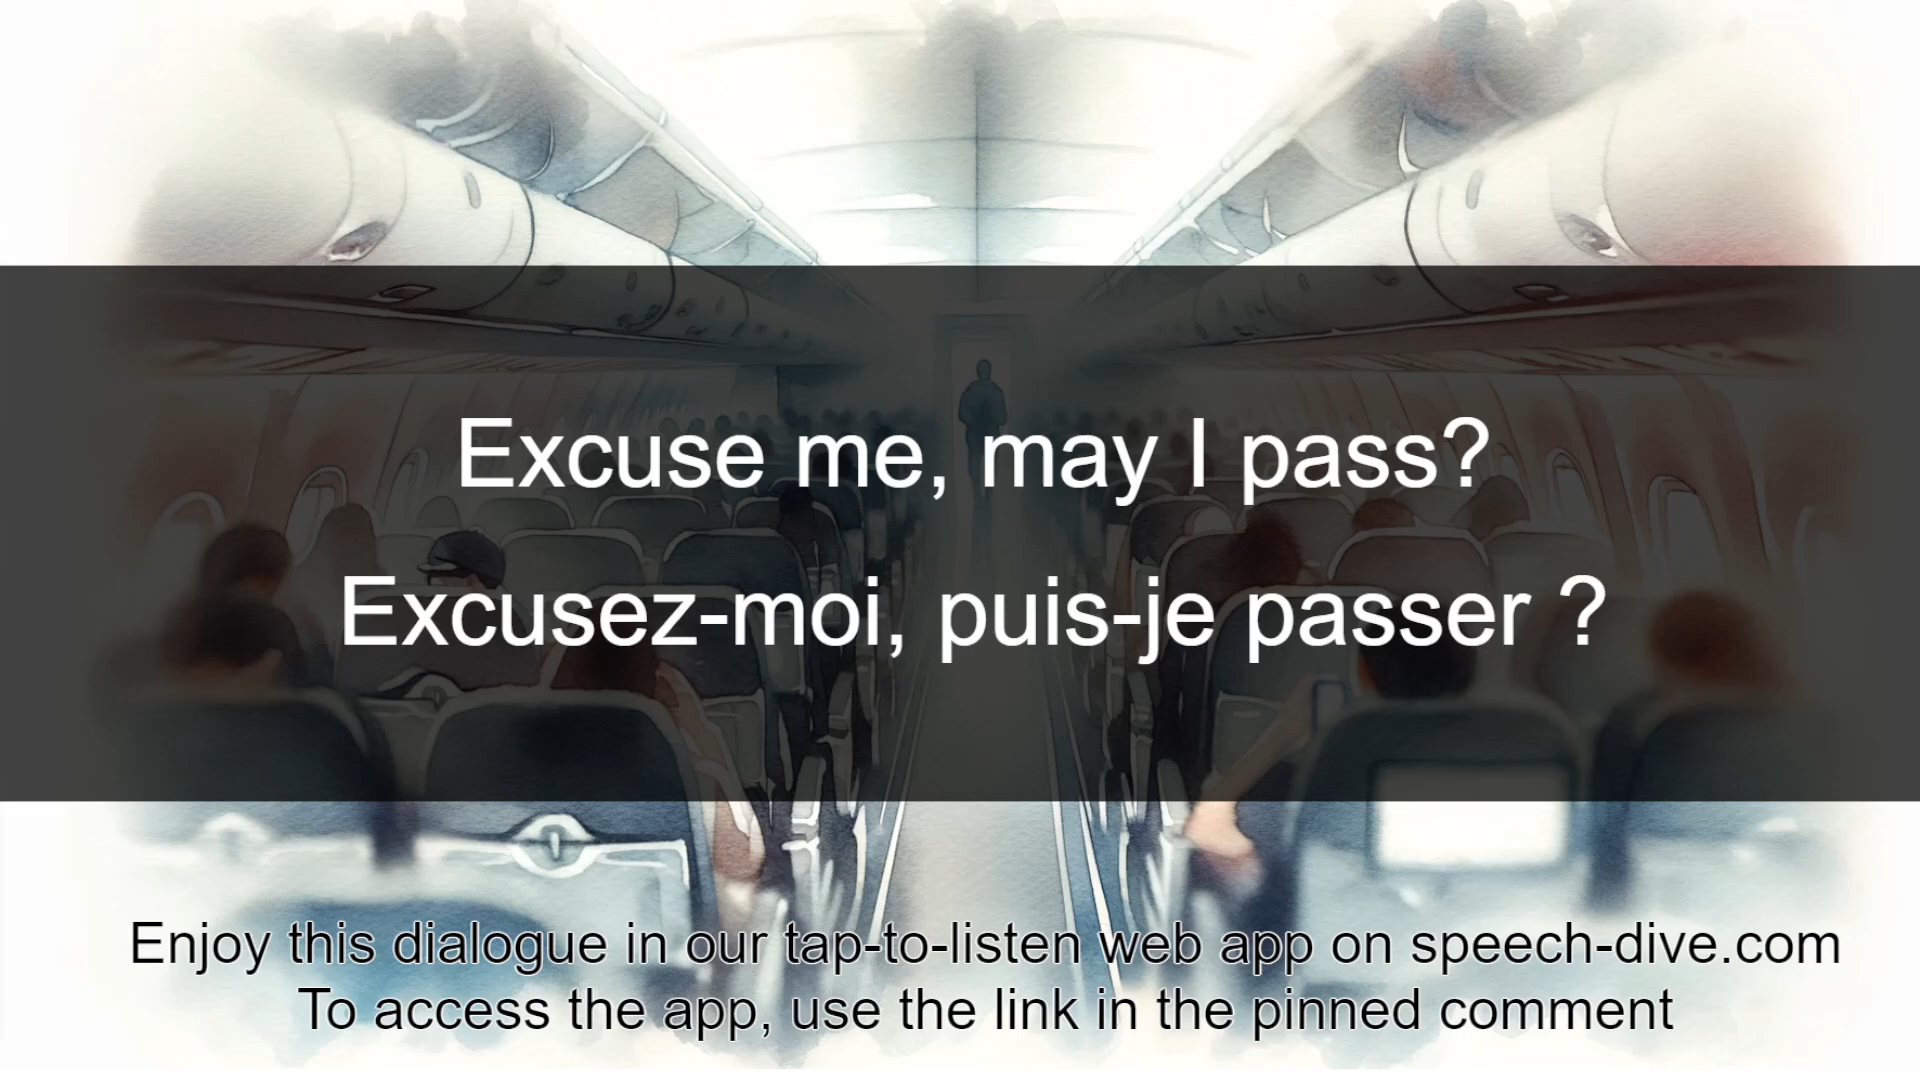 Excuse me, may I pass?
Excusez-moi, puis-je passer ?
Enjoy this dialogue in our tap-to-listen web app on speech-dive.com
To access the app, use the link in the pinned comment